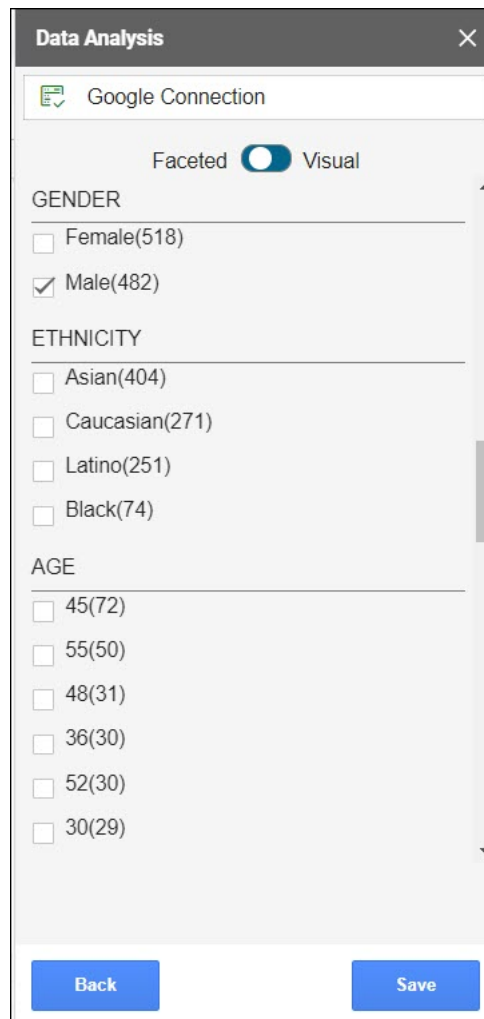 Data Analysis
Google Connection
Faceted Visual
GENDER
Female(518)
Male(482)
ETHNICITY
Asian(404)
Caucasian(271)
Latino(251)
Black(74)
AGE
45(72)
55(50)
48(31)
36(30)
52(30)
30(29)
Back Save